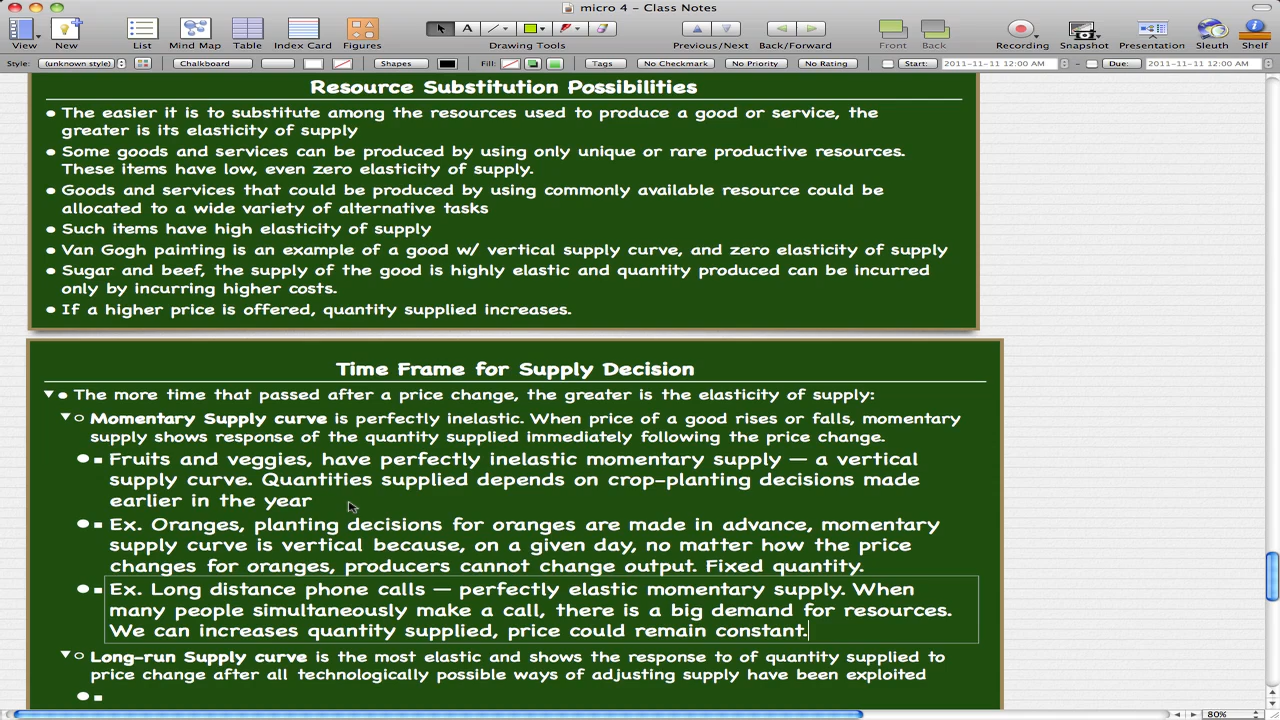 micro 4 - Class Notes
View New List Mind Map Table Index Card Figures Drawing Tools Previous/Next Back/Forward Front Back Recording Snapshot Presentation Sleuth Shelf
Style: (unknown style) Chalkboard Shapes Fill: Tags No Checkmark No Priority No Rating Start: 2011-11-11 12:00 AM Due: 2011-11-11 12:00 AM
Resource Substitution Possibilities
The easier it is to substitute among the resources used to produce a good or service, the
greater is its elasticity of supply
Some goods and services can be produced by using only unique or rare productive resources.
These items have low, even zero elasticity of supply.
Goods and services that could be produced by using commonly available resource could be
allocated to a wide variety of alternative tasks
Such items have high elasticity of supply
Van Gogh painting is an example of a good w/ vertical supply curve, and zero elasticity of supply
Sugar and beef, the supply of the good is highly elastic and quantity produced can be incurred
only by incurring higher costs.
If a higher price is offered, quantity supplied increases.
Time Frame for Supply Decision
The more time that passed after a price change, the greater is the elasticity of supply:
Momentary Supply curve is perfectly inelastic. When price of a good rises or falls, momentary
supply shows response of the quantity supplied immediately following the price change.
Fruits and veggies, have perfectly inelastic momentary supply — a vertical
supply curve. Quantities supplied depends on crop-planting decisions made
earlier in the year
Ex. Oranges, planting decisions for oranges are made in advance, momentary
supply curve is vertical because, on a given day, no matter how the price
changes for oranges, producers cannot change output. Fixed quantity.
Ex. Long distance phone calls — perfectly elastic momentary supply. When
many people simultaneously make a call, there is a big demand for resources.
We can increases quantity supplied, price could remain constant.
Long-run Supply curve is the most elastic and shows the response to of quantity supplied to
price change after all technologically possible ways of adjusting supply have been exploited
80%